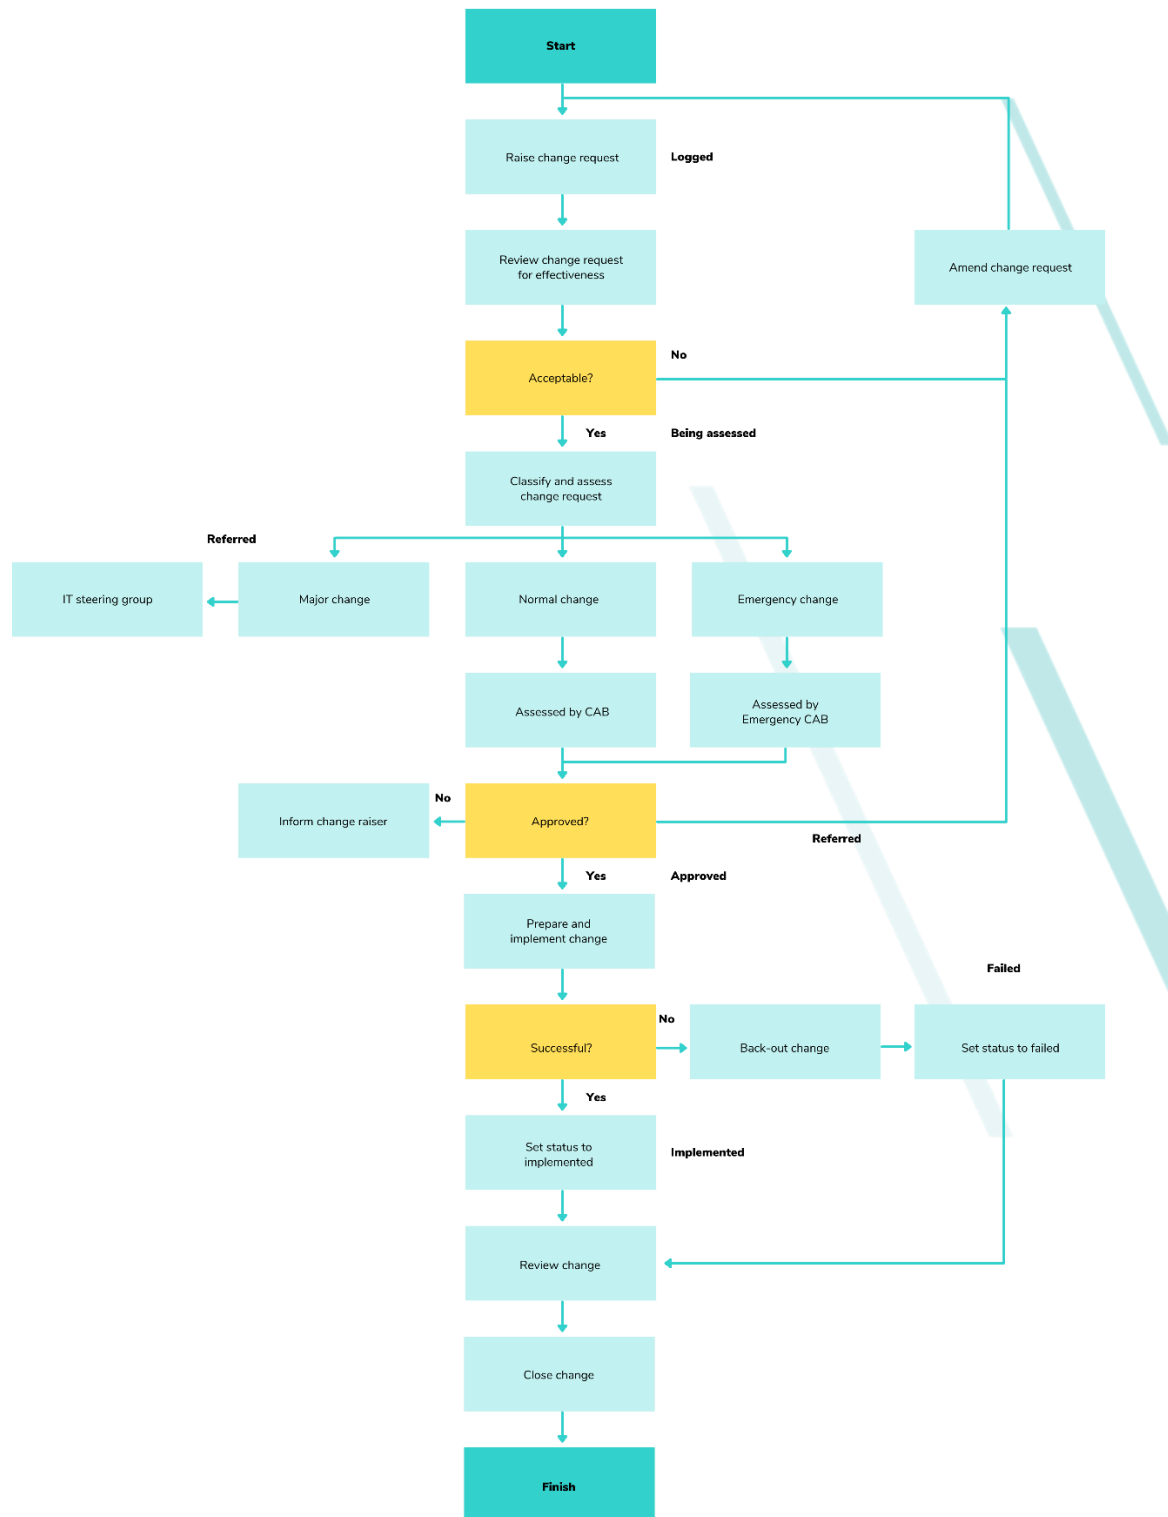 Start
Raise change request
Logged
Review change request
for effectiveness
Amend change request
No
Acceptable?
Yes
Being assessed
Classify and assess
change request
Referred
IT steering group
Major change
Normal change
Emergency change
Assessed by CAB
Assessed by
Emergency CAB
No
Inform change raiser
Approved?
Referred
Yes
Approved
Prepare and
implement change
Failed
No
Successful?
Back-out change
Set status to failed
Yes
Set status to
implemented
Implemented
Review change
Close change
Finish